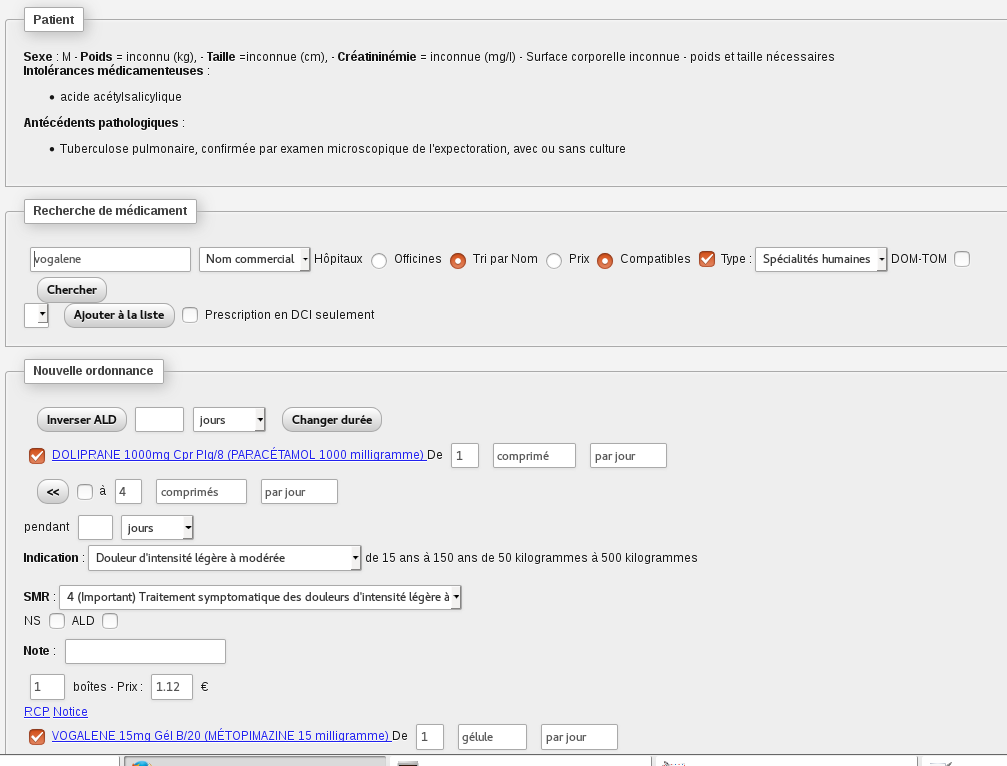 Patient
Sexe : M - Poids = inconnu (kg), - Taille =inconnue (cm), - Créatininémie = inconnue (mg/l) - Surface corporelle inconnue - poids et taille nécessaires
Intolérances médicamenteuses :
• acide acétylsalicylique
Antécédents pathologiques :
• Tuberculose pulmonaire, confirmée par examen microscopique de l'expectoration, avec ou sans culture
Recherche de médicament
vogalene Nom commercial Hôpitaux Officines Tri par Nom Prix Compatibles Type : Spécialités humaines DOM-TOM
Chercher
Ajouter à la liste Prescription en DCI seulement
Nouvelle ordonnance
Inverser ALD jours Changer durée
DOLIPRANE 1000mg Cpr Plq/8 (PARACÉTAMOL 1000 milligramme) De 1 comprimé par jour
<< à 4 comprimés par jour
pendant jours
Indication : Douleur d'intensité légère à modérée de 15 ans à 150 ans de 50 kilogrammes à 500 kilogrammes
SMR : 4 (Important) Traitement symptomatique des douleurs d'intensité légère à
NS ALD
Note :
1 boîtes - Prix : 1.12 €
RCP Notice
VOGALENE 15mg Gél B/20 (MÉTOPIMAZINE 15 milligramme) De 1 gélule par jour